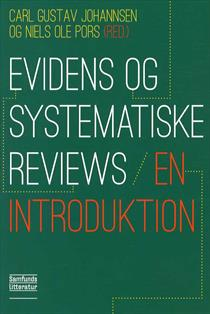 CARL GUSTAV JOHANNSEN
OG NIELS OLE PORS (RED.)
EVIDENS OG
SYSTEMATISKE
REVIEWS / EN
INTRODUKTION
Samfunds
litteratur